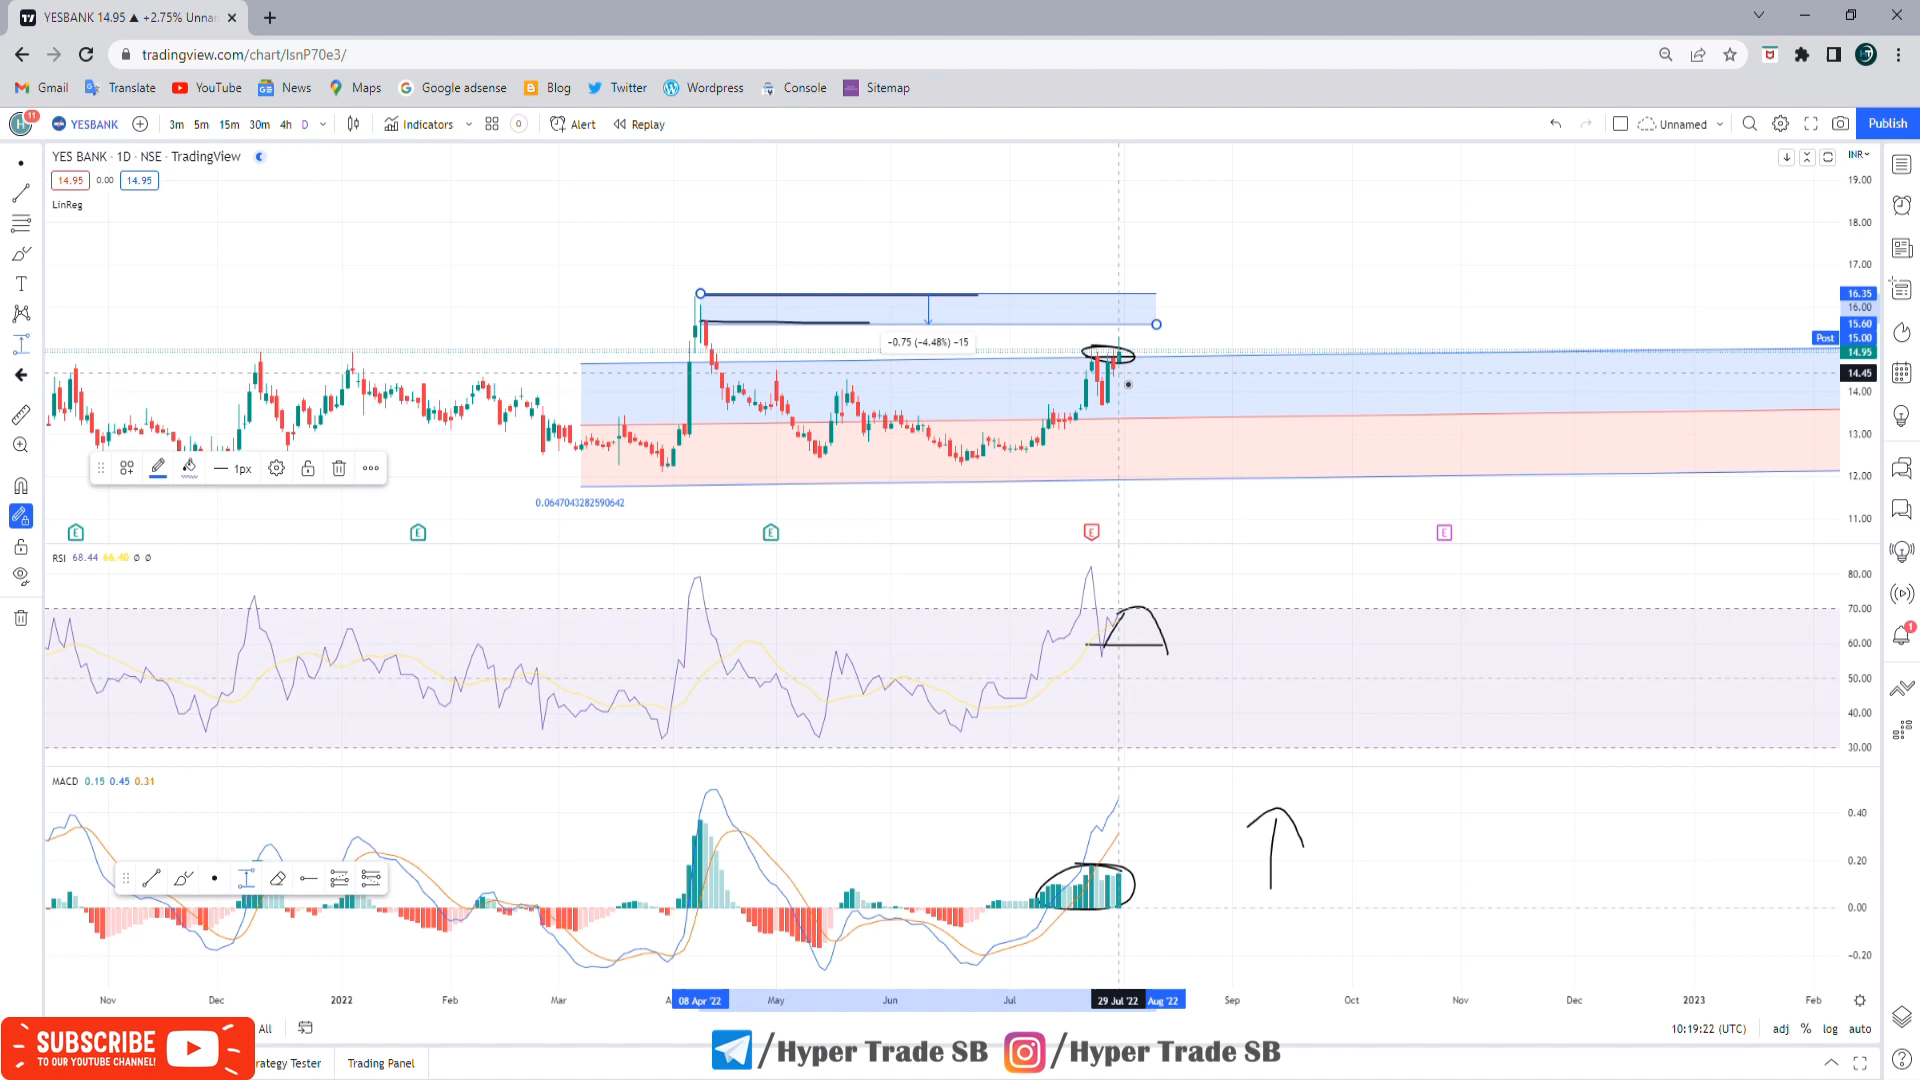 YESBANK 14.95 ▲ +2.75% Unna
tradingview.com/chart/lsnP70e3/
Gmail Translate YouTube News Maps Google adsense Blog Twitter Wordpress Console Sitemap
H 11 YESBANK 3m 5m 15m 30m 4h D Indicators Alert Replay Unnamed Publish
YES BANK · 1D · NSE · TradingView
INR
14.95 0.00 14.95
LinReg
19.00
18.00
17.00
16.35
16.00
15.60
Post 15.00
14.95
14.45
14.00
13.00
12.00
11.00
-0.75 (-4.48%) -15
1px
0.0647043282590642
E E E E E
RSI 68.44 66.40 Ø Ø
80.00
70.00
60.00
50.00
40.00
30.00
MACD 0.15 0.45 0.31
0.40
0.20
0.00
-0.20
Nov Dec 2022 Feb Mar A 08 Apr '22 May Jun Jul 29 Jul '22 Aug '22 Sep Oct Nov Dec 2023 Feb
All
10:19:22 (UTC) adj % log auto
SUBSCRIBE
TO OUR YOUTUBE CHANNEL!
rategy Tester Trading Panel
/Hyper Trade SB /Hyper Trade SB